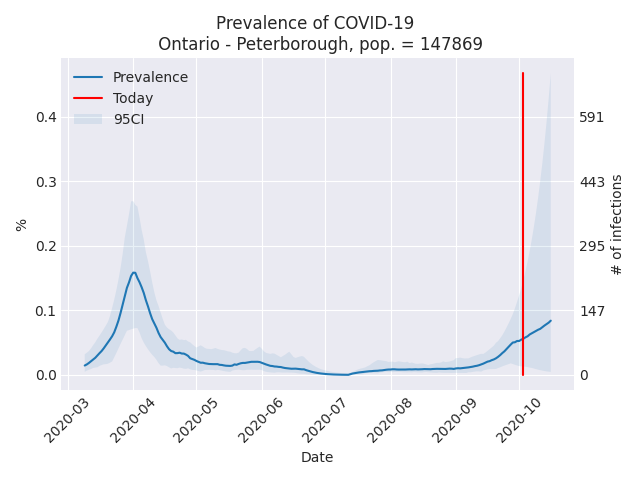 Prevalence of COVID-19
Ontario - Peterborough, pop. = 147869
Prevalence
Today
95CI
0.4
0.3
0.2
0.1
0.0
%
591
443
295
147
0
# of infections
2020-03
2020-04
2020-05
2020-06
2020-07
2020-08
2020-09
2020-10
Date